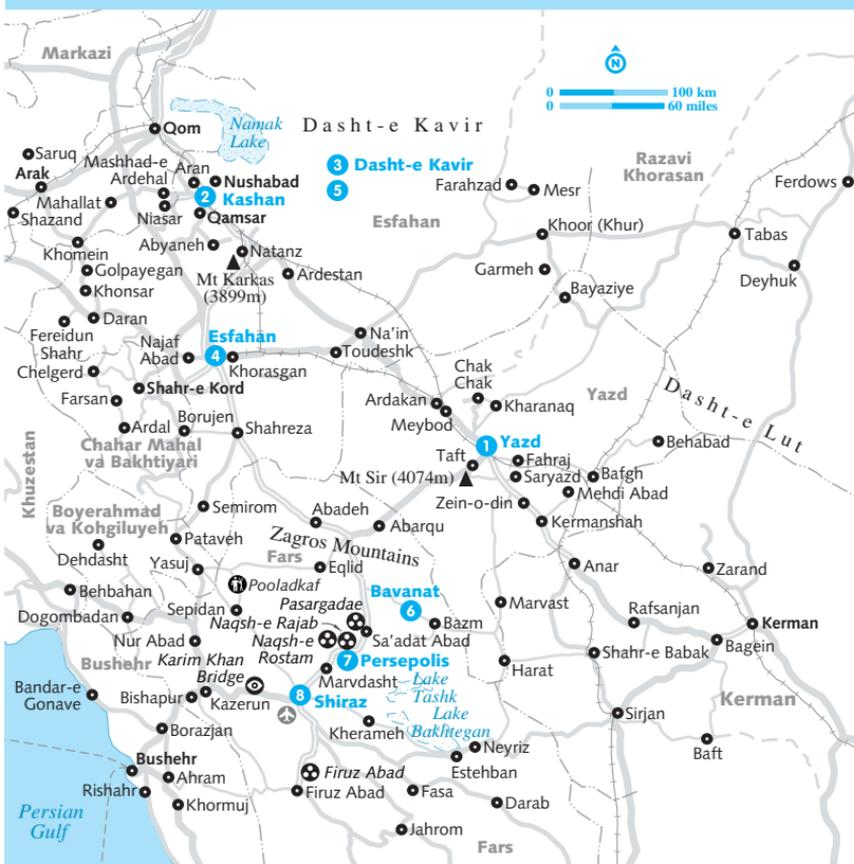 Markazi
N
0 100 km
0 60 miles
Qom
Namak
Lake
Dasht-e Kavir
Saruq
Arak
Mashhad-e
Ardehal
Aran
Nushabad
3 Dasht-e Kavir
5
Razavi
Khorasan
Farahzad
Mesr
Ferdows
Mahallat
2 Kashan
Shazand
Niasar
Qamsar
Esfahan
Khoor (Khur)
Tabas
Khomein
Abyaneh
Natanz
Golpayegan
Mt Karkas
(3899m)
Ardestan
Garmeh
Deyhuk
Khonsar
Bayaziye
Daran
Fereidun
Shahr
Najaf
Abad
Esfahan
4
Na'in
Toudeshk
Chelgerd
Khorasgan
Chak
Chak
Shahr-e Kord
Farsan
Ardakan
Kharanaq
Yazd
Dasht-e Lut
Meybod
Ardal
Borujen
Shahreza
1 Yazd
Behabad
Khuzestan
Chahar Mahal
va Bakhtiyari
Taft
Fahraj
Mt Sir (4074m)
Saryazd
Bafgh
Mehdi Abad
Zein-o-din
Semirom
Boyerahmad
va Kohgiluyeh
Abadeh
Abarqu
Kermanshah
Pataveh
Zagros Mountains
Dehdasht
Fars
Yasuj
Eqlid
Anar
Zarand
Behbahan
Pooladkaf
Bavanat
6
Pasargadae
Marvast
Rafsanjan
Dogombadan
Sepidan
Naqsh-e Rajab
Bazm
Kerman
Nur Abad
Naqsh-e
Rostam
Sa'adat Abad
Bagein
Bushehr
Karim Khan
Bridge
7 Persepolis
Harat
Shahr-e Babak
Marvdasht
Lake
Tashk
Kerman
Bandar-e
Gonave
Bishapur
Kazerun
8 Shiraz
Lake
Bakhtegan
Sirjan
Borazjan
Kherameh
Neyriz
Baft
Bushehr
Estehban
Ahram
Firuz Abad
Rishahr
Firuz Abad
Fasa
Darab
Khormuj
Persian
Gulf
Jahrom
Fars